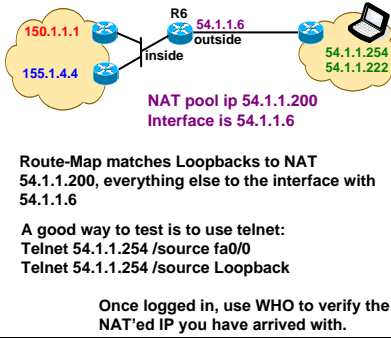 R6
150.1.1.1
54.1.1.6
outside
inside
155.1.4.4
54.1.1.254
54.1.1.222
NAT pool ip 54.1.1.200
Interface is 54.1.1.6
Route-Map matches Loopbacks to NAT
54.1.1.200, everything else to the interface with
54.1.1.6
A good way to test is to use telnet:
Telnet 54.1.1.254 /source fa0/0
Telnet 54.1.1.254 /source Loopback
Once logged in, use WHO to verify the
NAT'ed IP you have arrived with.